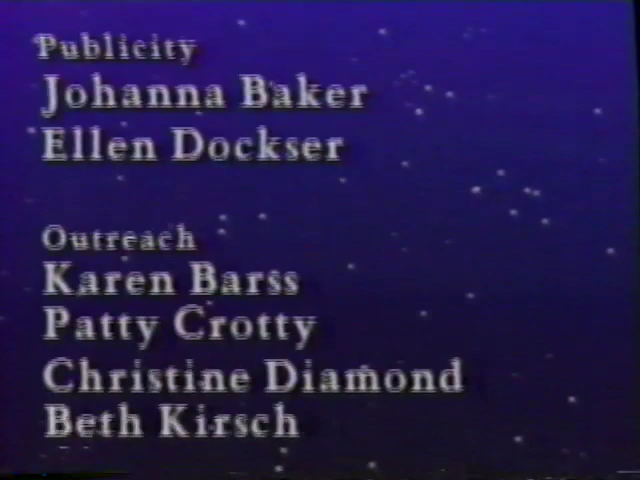 Publicity
Johanna Baker
Ellen Dockser
Outreach
Karen Barss
Patty Crotty
Christine Diamond
Beth Kirsch